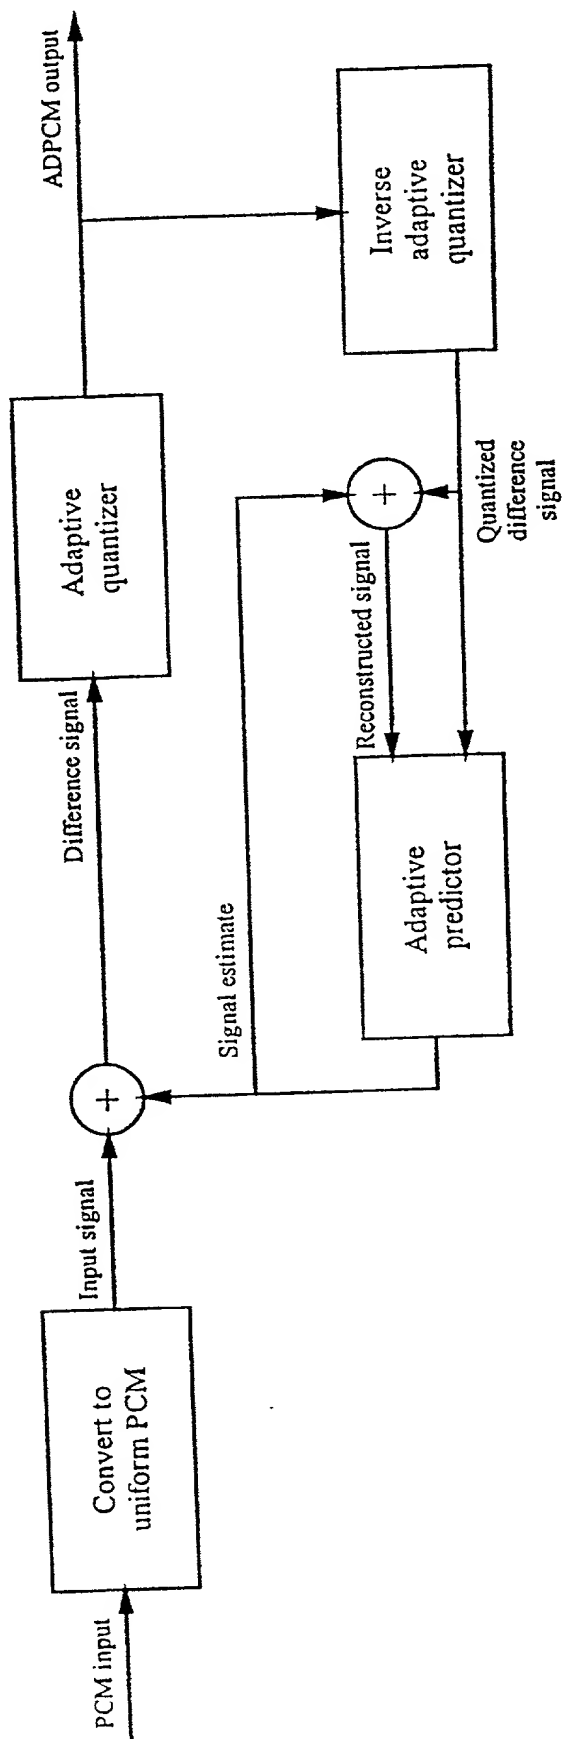 PCM input
Convert to
uniform PCM
Input signal
+
Difference signal
Adaptive
quantizer
ADPCM output
Signal estimate
Adaptive
predictor
Reconstructed signal
+
Quantized
difference
signal
Inverse
adaptive
quantizer